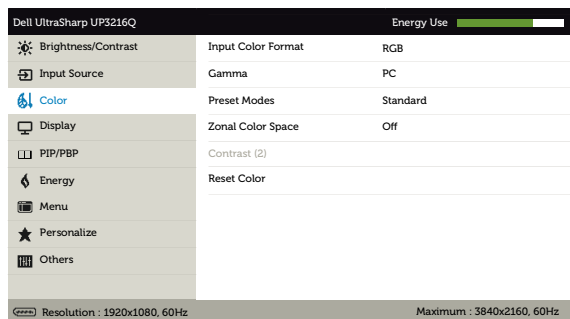 Dell UltraSharp UP3216Q Energy Use
Brightness/Contrast Input Color Format RGB
Input Source Gamma PC
Color Preset Modes Standard
Display Zonal Color Space Off
PIP/PBP Contrast (2)
Energy Reset Color
Menu
Personalize
Others
Resolution : 1920x1080, 60Hz Maximum : 3840x2160, 60Hz